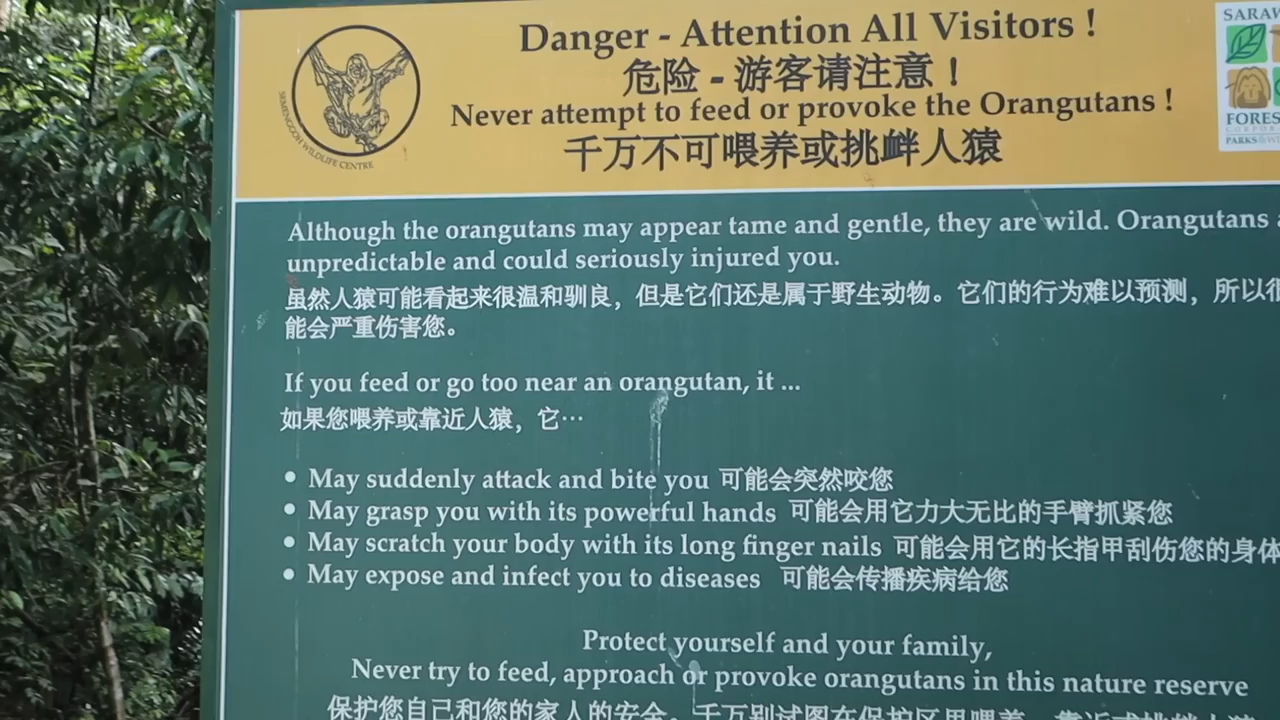 SEMENGGOH WILDLIFE CENTRE
Danger - Attention All Visitors !
危险 - 游客请注意！
Never attempt to feed or provoke the Orangutans !
千万不可喂养或挑衅人猿
FORES
PARKS
Although the orangutans may appear tame and gentle, they are wild. Orangutans
unpredictable and could seriously injured you.
虽然人猿可能看起来很温和驯良，但是它们还是属于野生动物。它们的行为难以预测，所以很
能会严重伤害您。
If you feed or go too near an orangutan, it ...
如果您喂养或靠近人猿，它…
• May suddenly attack and bite you 可能会突然咬您
• May grasp you with its powerful hands 可能会用它力大无比的手臂抓紧您
• May scratch your body with its long finger nails 可能会用它的长指甲刮伤您的身体
• May expose and infect you to diseases 可能会传播疾病给您
Protect yourself and your family,
Never try to feed, approach or provoke orangutans in this nature reserve
保护您自己和您的家人的安全。千万别试图在保护区里喂养、靠近或挑衅人猿